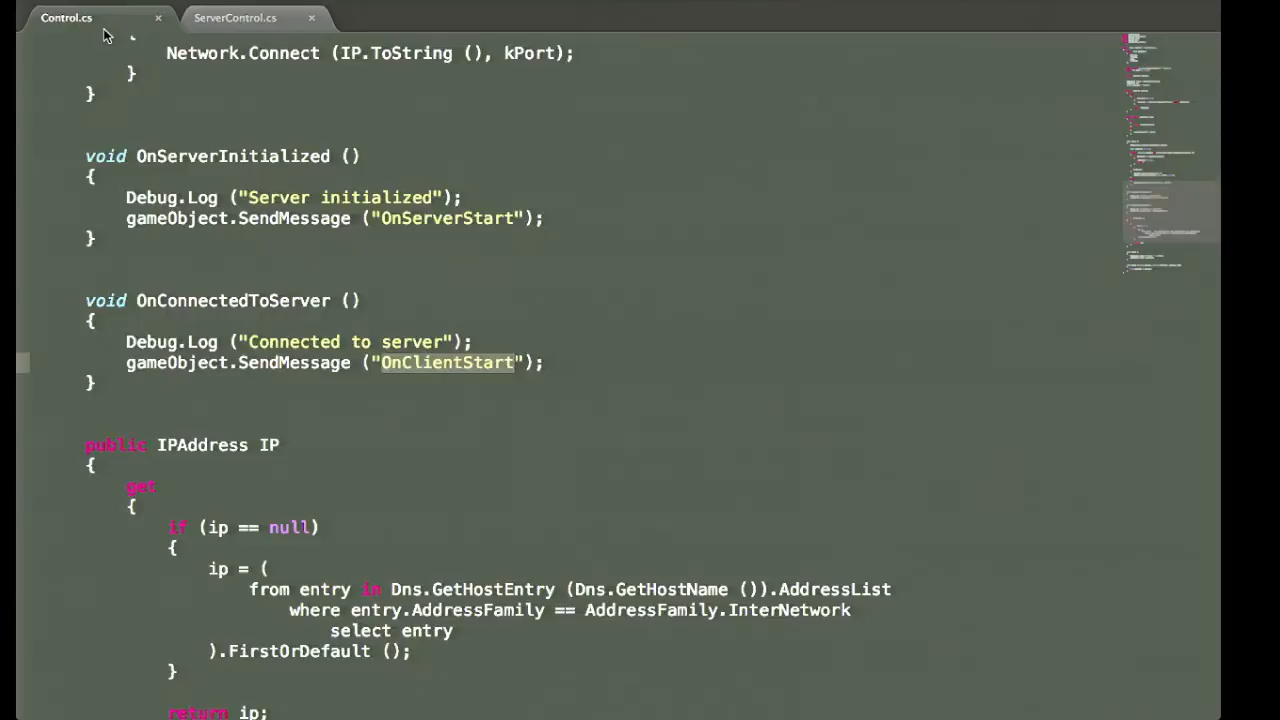 Control.cs × ServerControl.cs ×
Network.Connect (IP.ToString (), kPort);
}
}
void OnServerInitialized ()
{
Debug.Log ("Server initialized");
gameObject.SendMessage ("OnServerStart");
}
void OnConnectedToServer ()
{
Debug.Log ("Connected to server");
gameObject.SendMessage ("OnClientStart");
}
public IPAddress IP
{
get
{
if (ip == null)
{
ip = (
from entry in Dns.GetHostEntry (Dns.GetHostName ()).AddressList
where entry.AddressFamily == AddressFamily.InterNetwork
select entry
).FirstOrDefault ();
}
return ip;